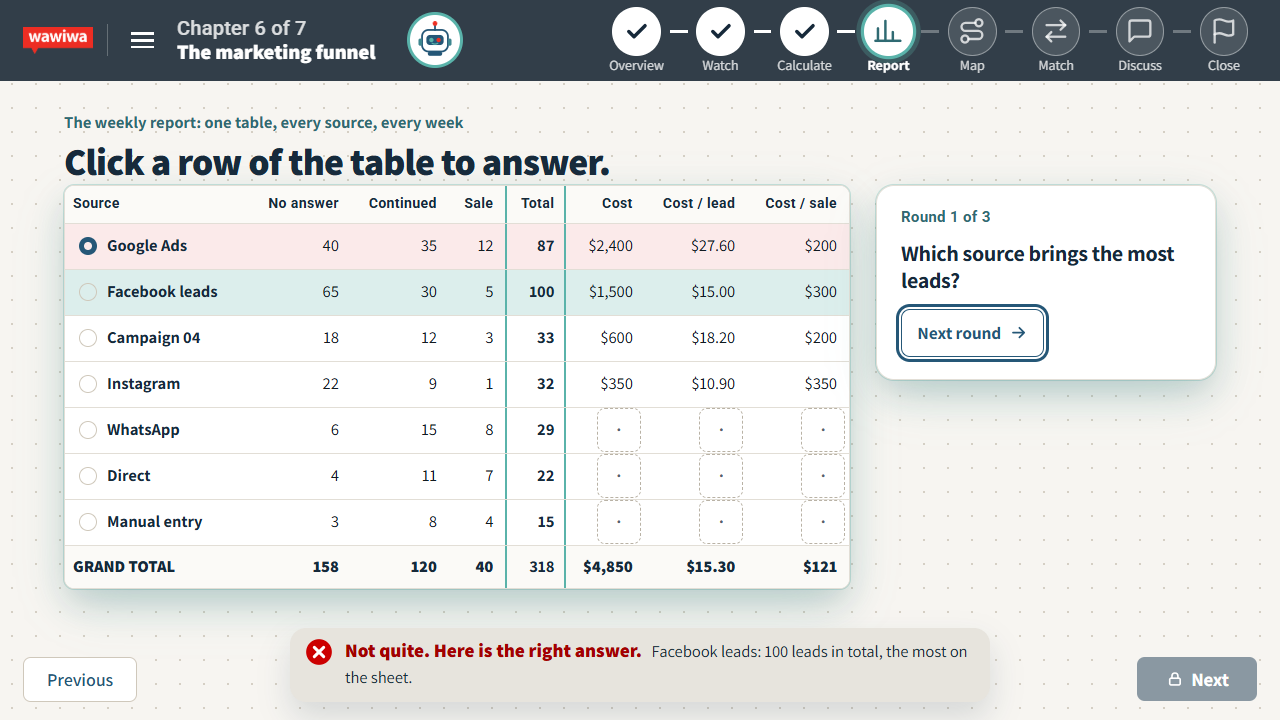 wawiwa
Chapter 6 of 7
The marketing funnel
Overview
Watch
Calculate
Report
Map
Match
Discuss
Close
The weekly report: one table, every source, every week
Click a row of the table to answer.
Source No answer Continued Sale Total Cost Cost / lead Cost / sale
Google Ads 40 35 12 87 $2,400 $27.60 $200
Facebook leads 65 30 5 100 $1,500 $15.00 $300
Campaign 04 18 12 3 33 $600 $18.20 $200
Instagram 22 9 1 32 $350 $10.90 $350
WhatsApp 6 15 8 29 · · ·
Direct 4 11 7 22 · · ·
Manual entry 3 8 4 15 · · ·
GRAND TOTAL 158 120 40 318 $4,850 $15.30 $121
Round 1 of 3
Which source brings the most
leads?
Next round
Not quite. Here is the right answer. Facebook leads: 100 leads in total, the most on
the sheet.
Previous
Next